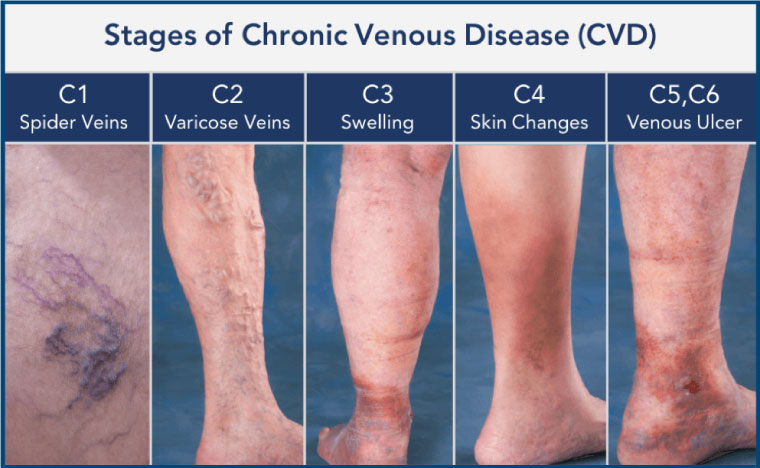 Stages of Chronic Venous Disease (CVD)
C1
Spider Veins
C2
Varicose Veins
C3
Swelling
C4
Skin Changes
C5,C6
Venous Ulcer